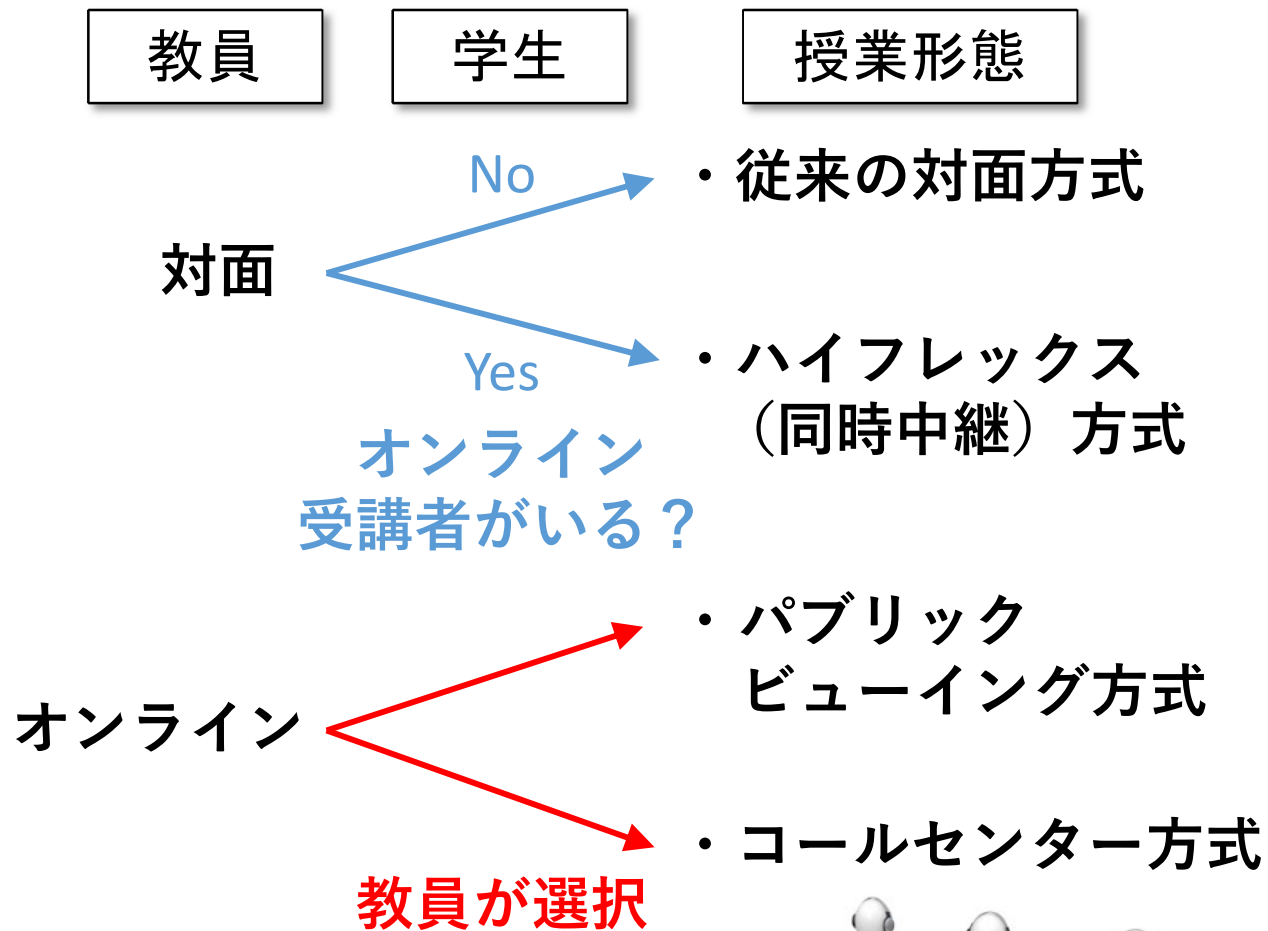 教員
学生
授業形態
No
・従来の対面方式
対面
Yes
・ハイフレックス
（同時中継）方式
オンライン
受講者がいる？
・パブリック
ビューイング方式
オンライン
・コールセンター方式
教員が選択